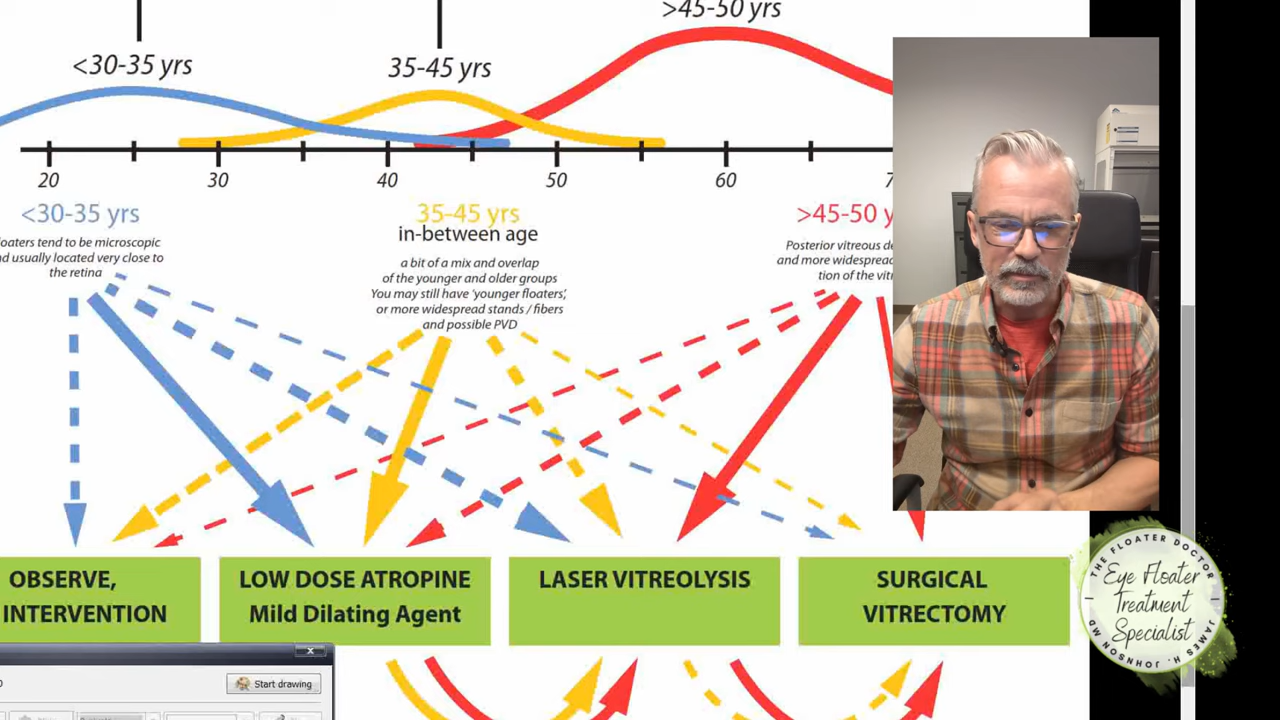 >45-50 yrs
<30-35 yrs
35-45 yrs
20
30
40
50
60
7
<30-35 yrs
oaters tend to be microscopic
d usually located very close to
the retina
35-45 yrs
in-between age
a bit of a mix and overlap
of the younger and older groups
You may still have 'younger floaters',
or more widespread stands / fibers
and possible PVD
>45-50 y
Posterior vitreous de
and more widespread
tion of the vit
OBSERVE,
INTERVENTION
LOW DOSE ATROPINE
Mild Dilating Agent
LASER VITREOLYSIS
SURGICAL
VITRECTOMY
Start drawing
THE FLOATER DOCTOR
Eye Floater
Treatment
Specialist
JAMES H. JOHNSON MD